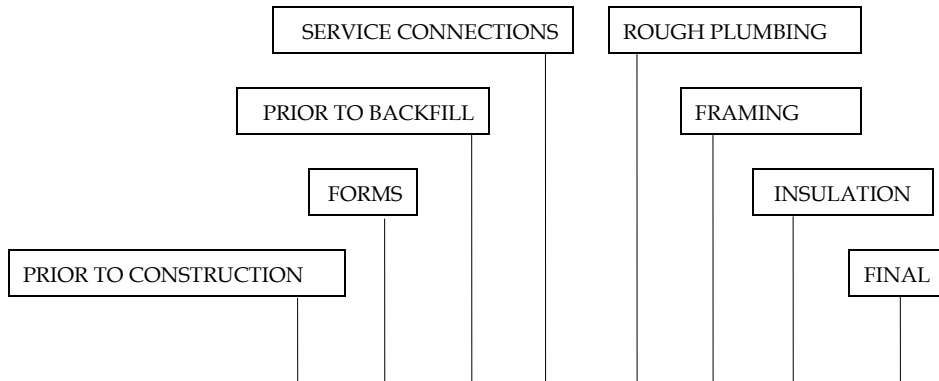 SERVICE CONNECTIONS
ROUGH PLUMBING
PRIOR TO BACKFILL
FRAMING
FORMS
INSULATION
PRIOR TO CONSTRUCTION
FINAL